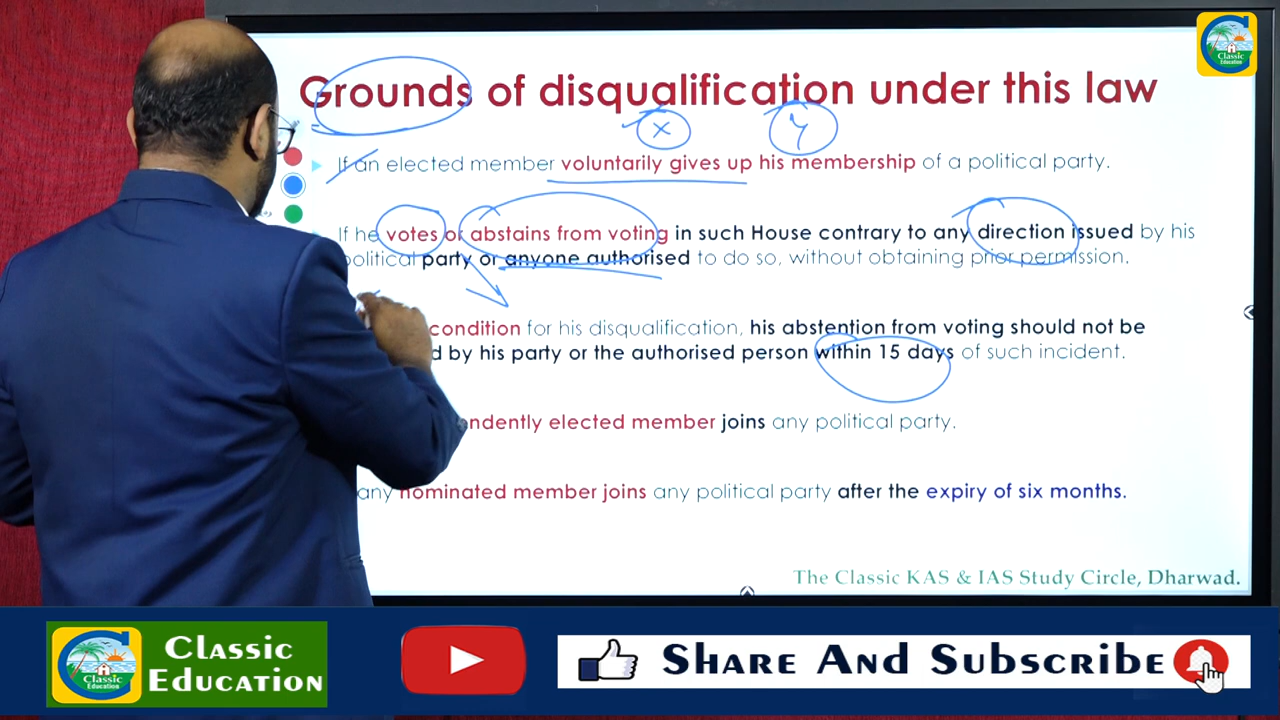 Classic
Education
Grounds of disqualification under this law
x
y
If an elected member voluntarily gives up his membership of a political party.
If he votes or abstains from voting in such House contrary to any direction issued by his
political party or anyone authorised to do so, without obtaining prior permission.
condition for his disqualification, his abstention from voting should not be
by his party or the authorised person within 15 days of such incident.
elected member joins any political party.
any nominated member joins any political party after the expiry of six months.
The Classic KAS & IAS Study Circle, Dharwad.
Classic
Education
CLASSIC
EDUCATION
SHARE AND SUBSCRIBE